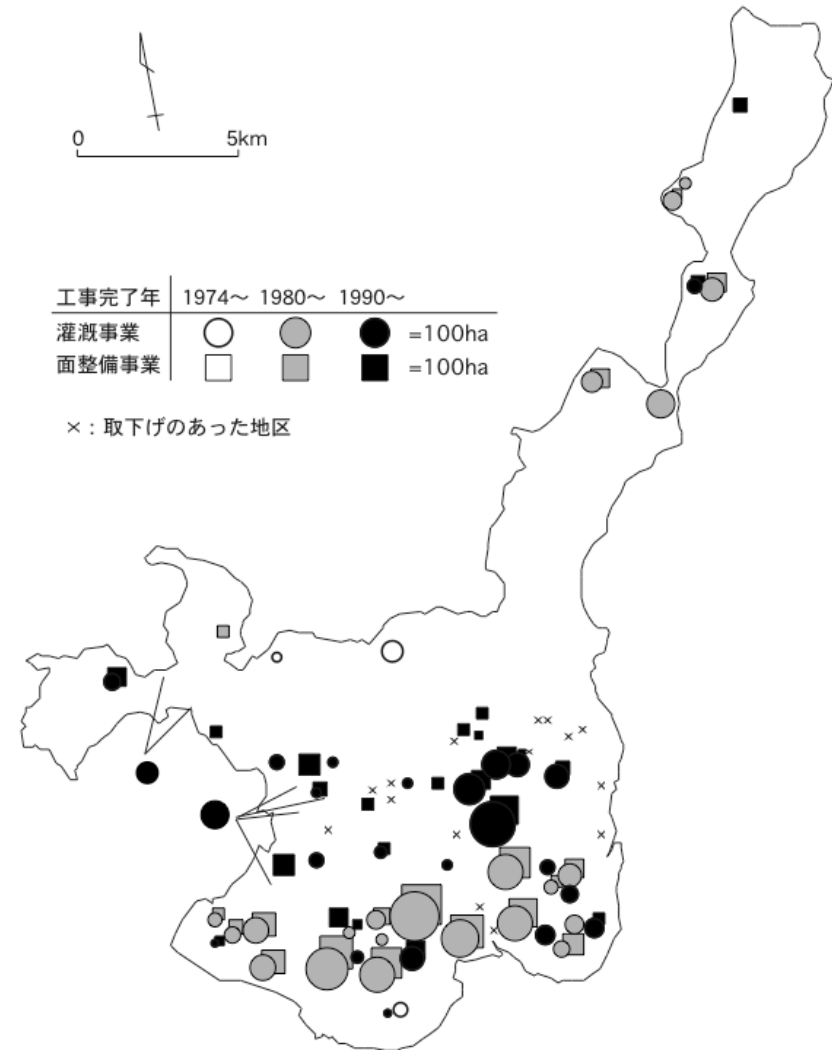 0 5km
工事完了年 1974～ 1980～ 1990～
灌漑事業 =100ha
面整備事業 =100ha
×：取下げのあった地区